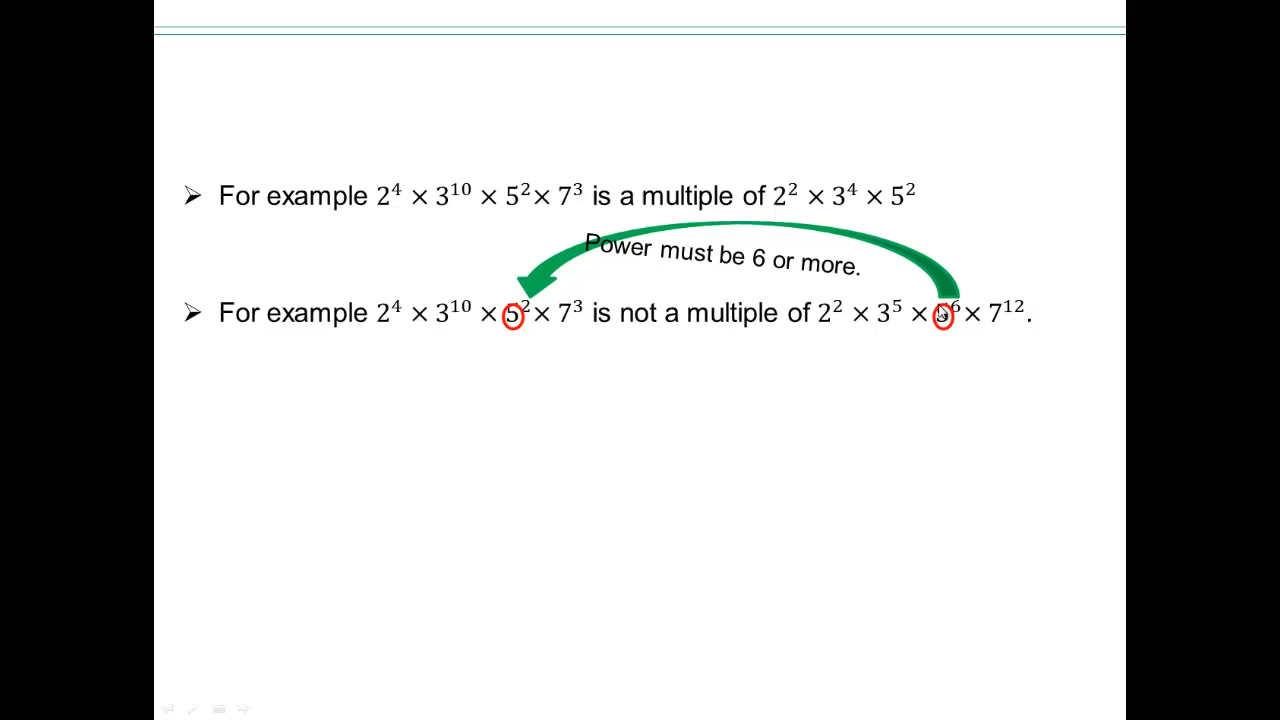 ➢ For example 2⁴ × 3¹⁰ × 5² × 7³ is a multiple of 2² × 3⁴ × 5²
Power must be 6 or more.
➢ For example 2⁴ × 3¹⁰ × 5² × 7³ is not a multiple of 2² × 3⁵ × 5⁶ × 7¹².